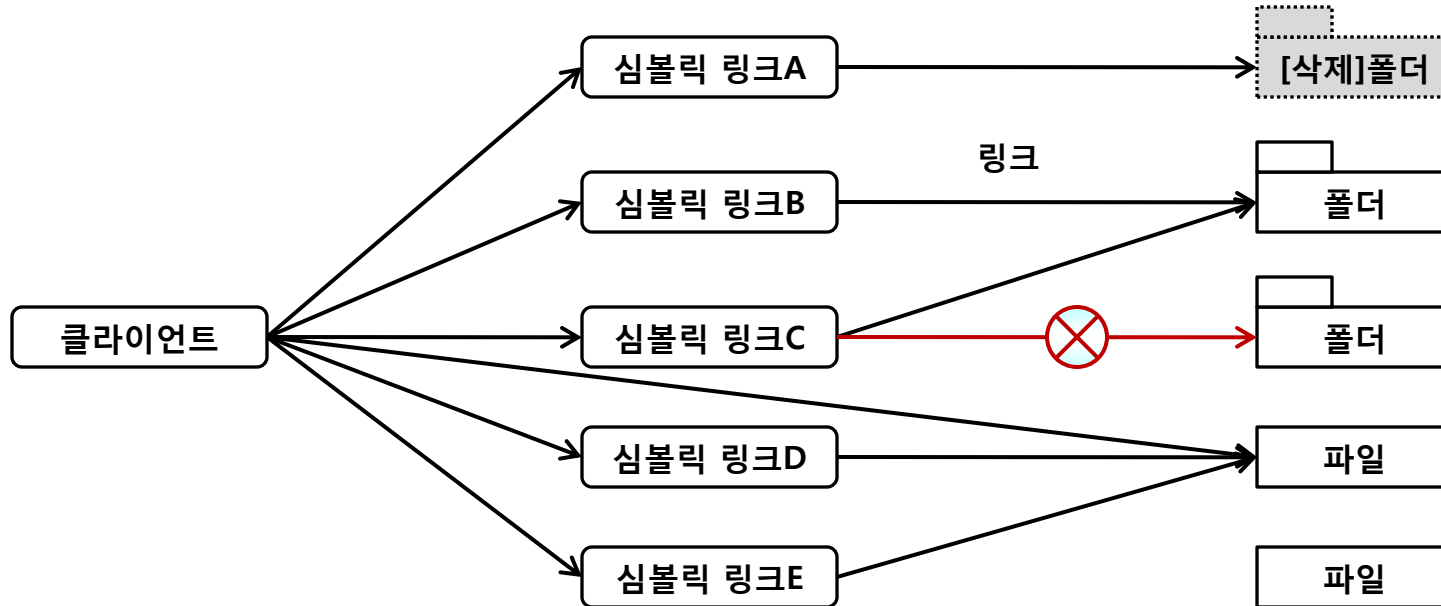 심볼릭 링크A
[삭제]폴더
링크
심볼릭 링크B
폴더
클라이언트
심볼릭 링크C
폴더
심볼릭 링크D
파일
심볼릭 링크E
파일